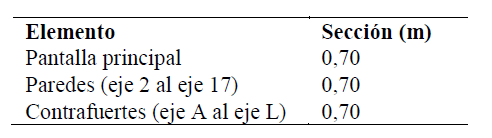 Elemento Sección (m)
Pantalla principal 0,70
Paredes (eje 2 al eje 17) 0,70
Contrafuertes (eje A al eje L) 0,70